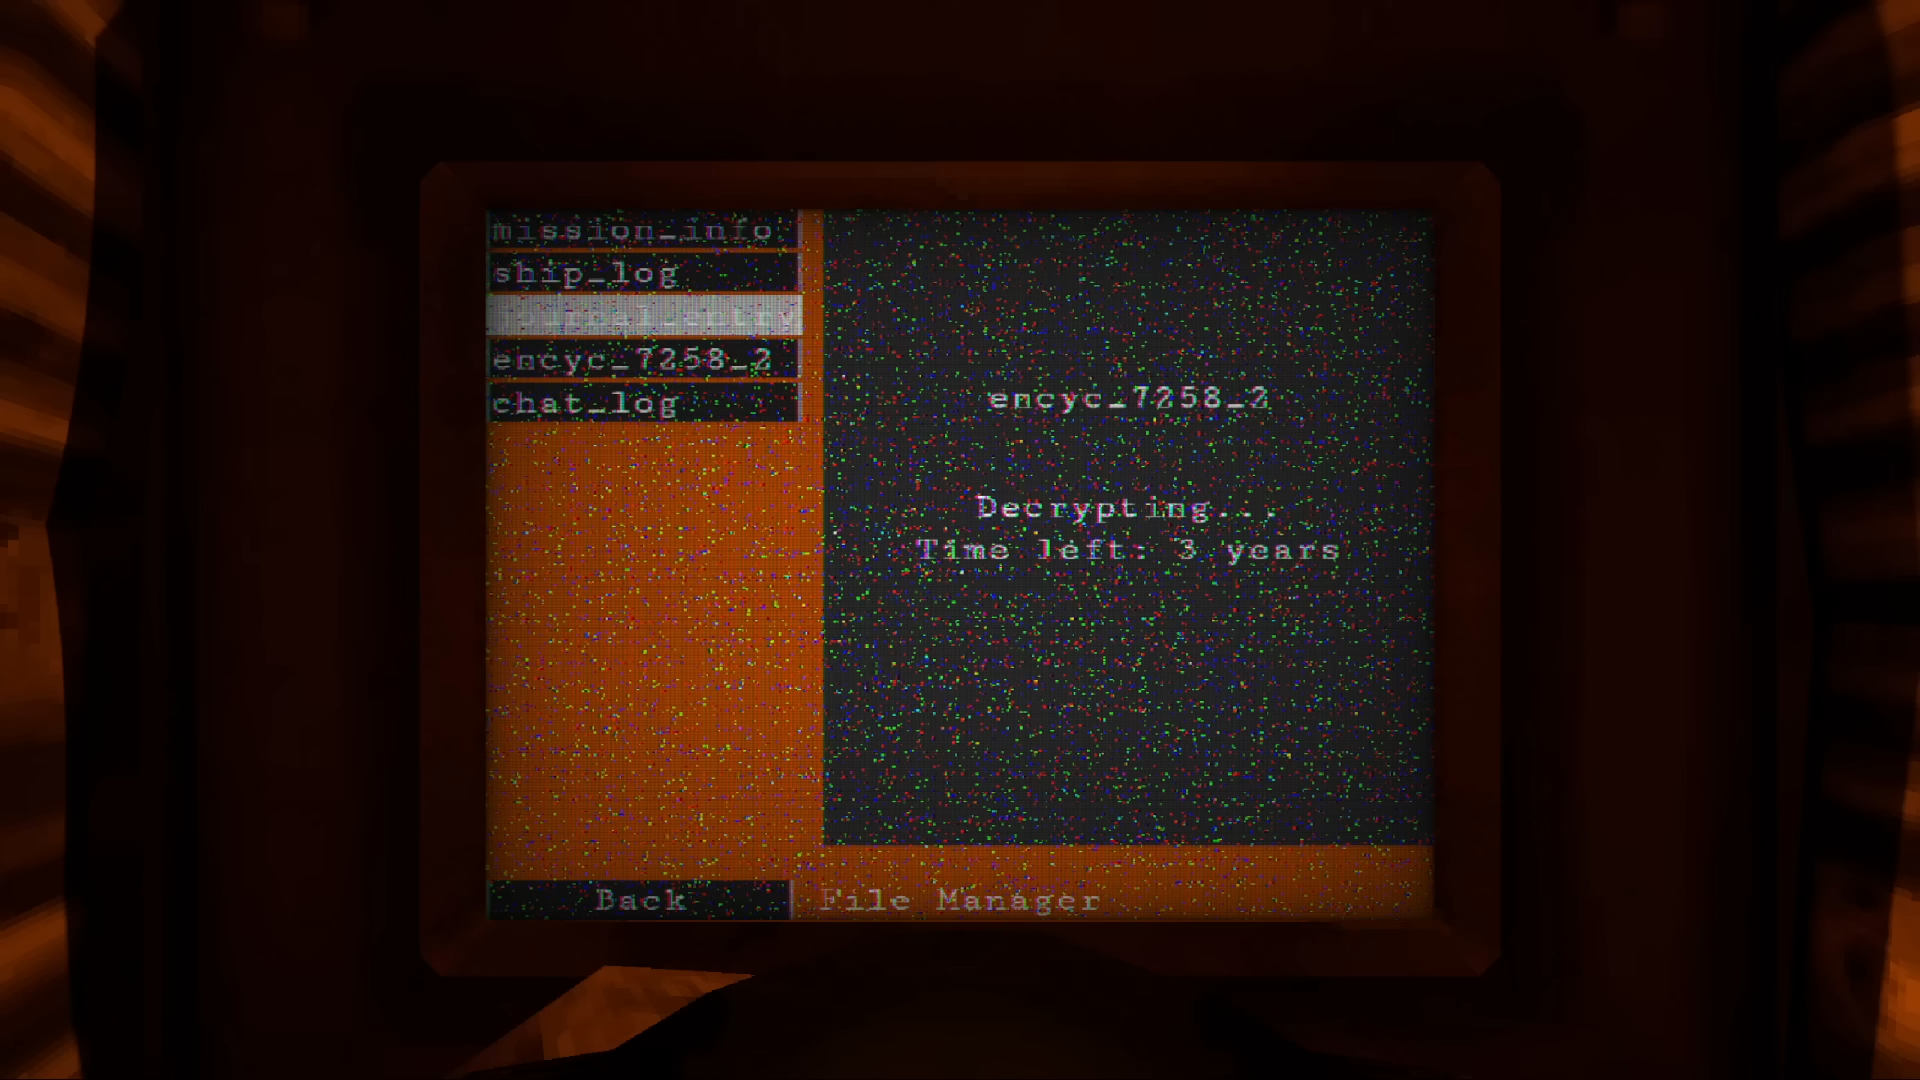 mission_info
ship_log
encyc_7258_2
chat_log
encyc_7258_2
Decrypting...
Time left: 3 years
Back
File Manager